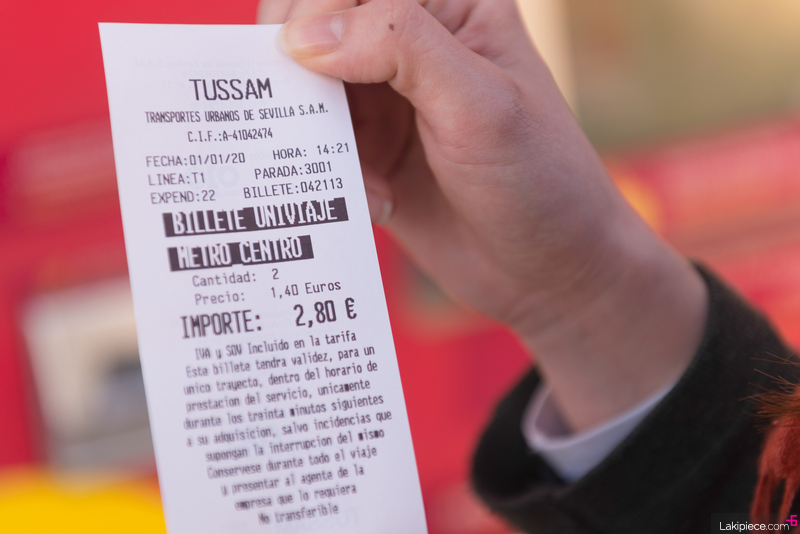 TUSSAM
TRANSPORTES URBANOS DE SEVILLA S.A.M.
C.I.F.:A-41042474
FECHA:01/01/20 HORA: 14:21
LINEA:T1 PARADA:3001
EXPEND:22 BILLETE:042113
BILLETE UNIVIAJE
METRO CENTRO
Cantidad: 2
Precio: 1,40 Euros
IMPORTE: 2,80 €
IVA y SOV Incluido en la tarifa
Este billete tendra validez, para un
unico trayecto, dentro del horario de
prestacion del servicio, unicamente
durante los treinta minutos siguientes
a su adquisicion, salvo incidencias que
supongan la interrupcion del mismo
Conservese durante todo el viaje
y presentar al agente de la
empresa que lo requiera
No transferible
Lakipiece.com